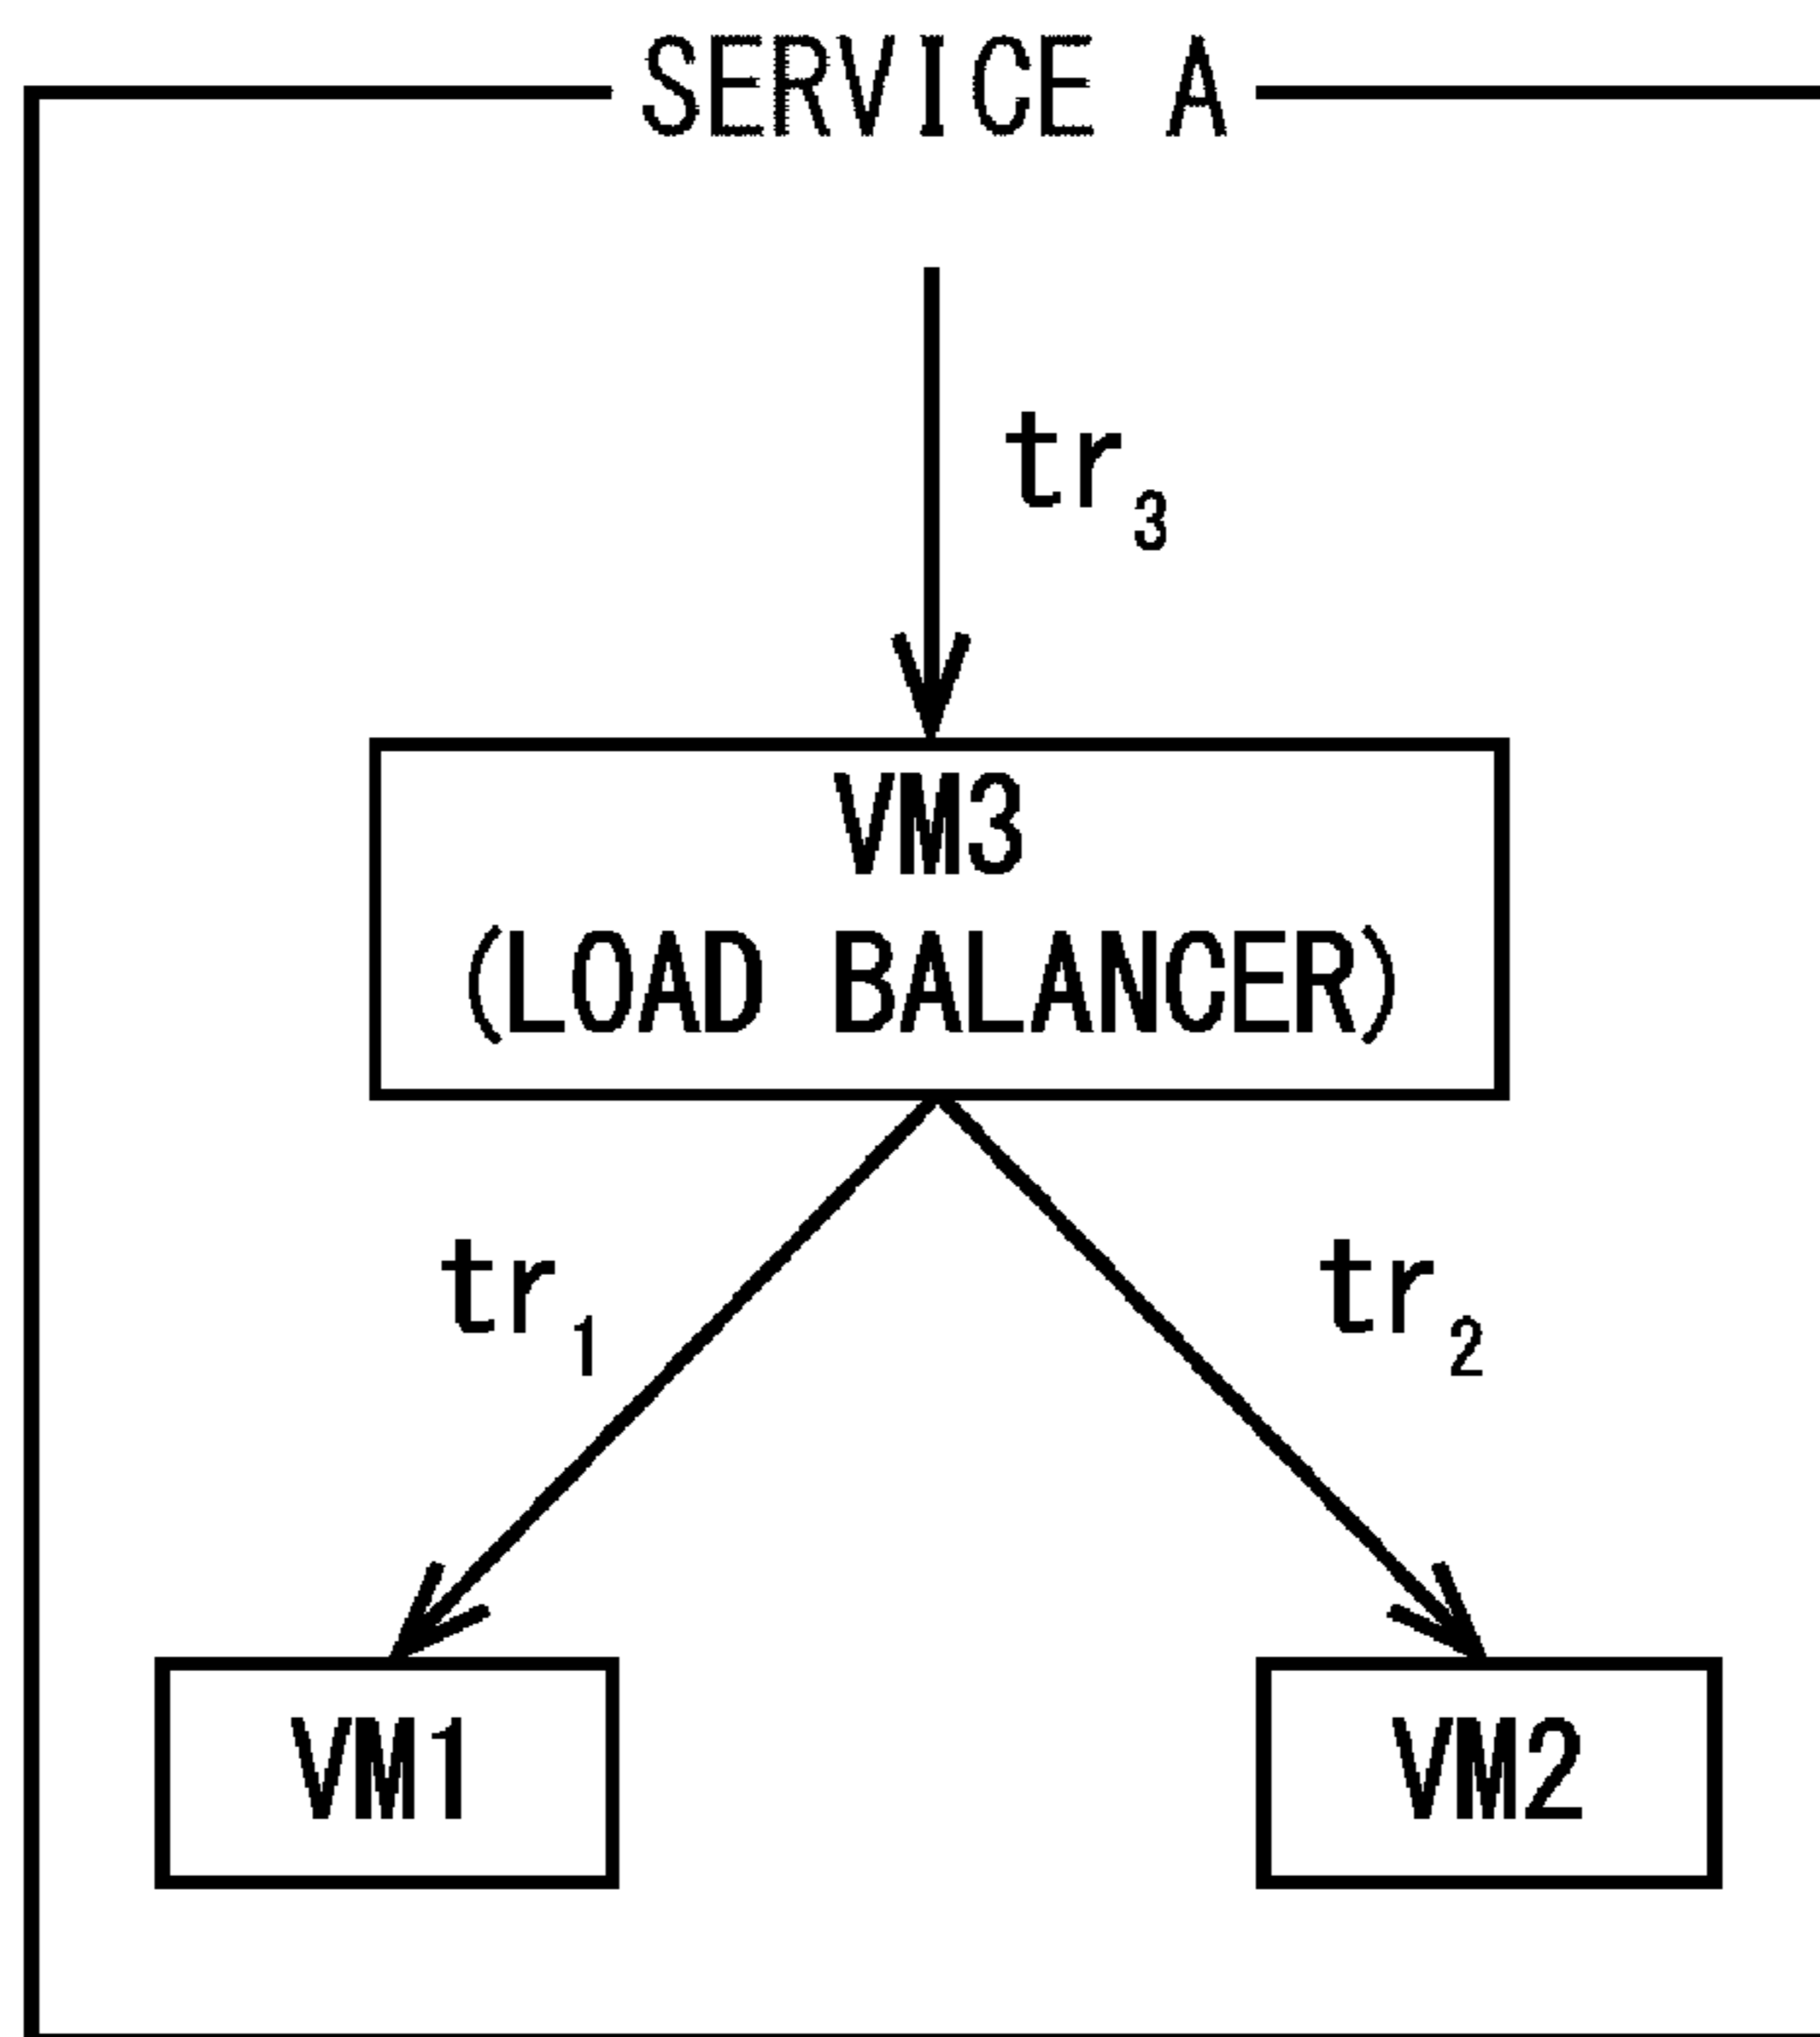 SERVICE A
tr3
VM3
(LOAD BALANCER)
tr1
tr2
VM1
VM2